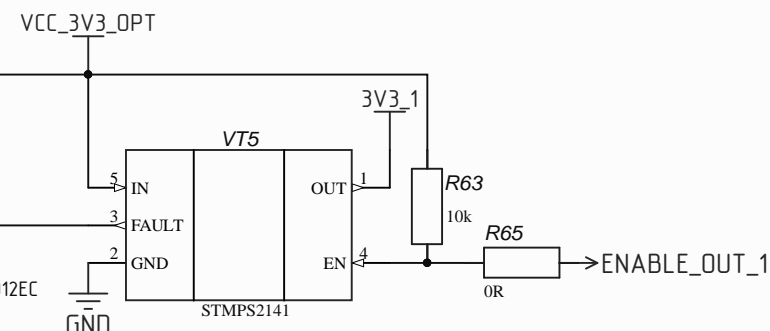 VCC_3V3_OPT
3V3_1
VT5
5 IN
OUT 1
R63
3 FAULT
10k
R65
2 GND
EN 4
ENABLE_OUT_1
12EC
0R
STMPS2141
GND